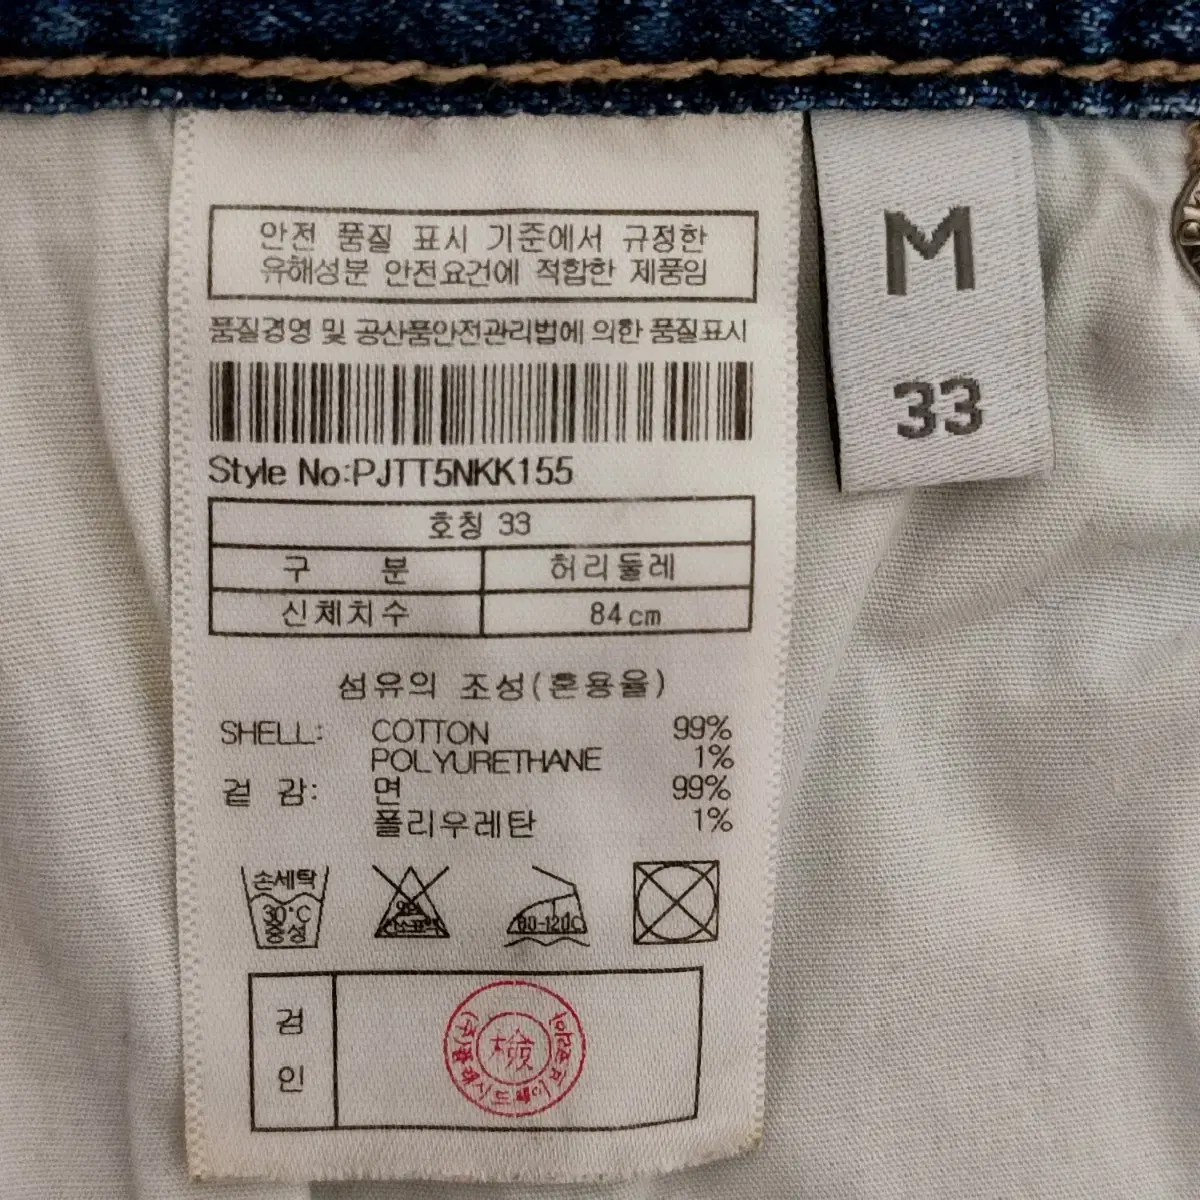 안전 품질 표시 기준에서 규정한
유해성분 안전요건에 적합한 제품임
품질경영 및 공산품안전관리법에 의한 품질표시
Style No:PJTT5NKK155
호칭 33
구 분 허리둘레
신체치수 84cm
섬유의 조성(혼용율)
SHELL: COTTON 99%
POLYURETHANE 1%
겉 감: 면 99%
폴리우레탄 1%
손세탁
30°C
중성
80-120C
검
인
檢
M
33